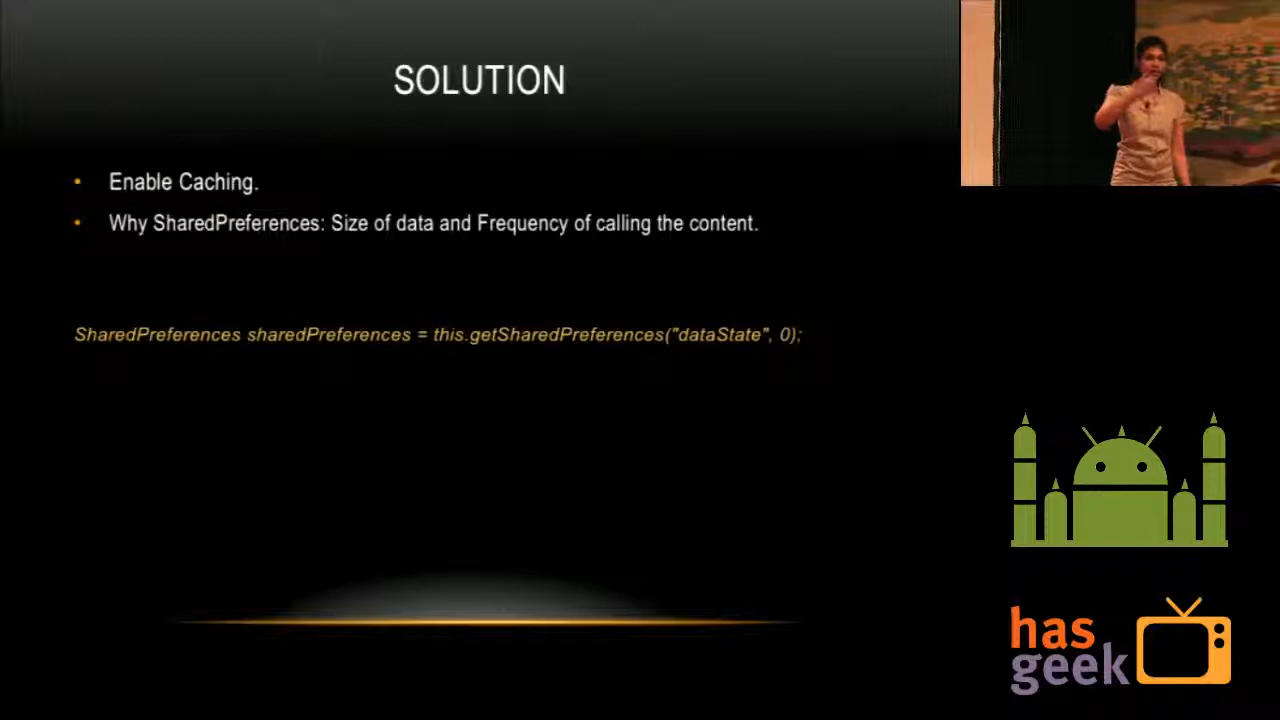 SOLUTION
• Enable Caching.
• Why SharedPreferences: Size of data and Frequency of calling the content.
SharedPreferences sharedPreferences = this.getSharedPreferences("dataState", 0);
has
geek